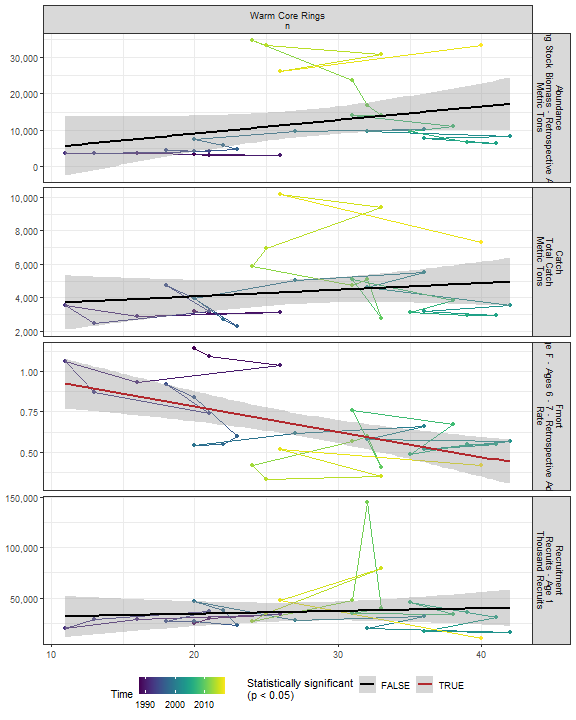 Warm Core Rings
n
30,000
20,000
10,000
0
Abundance
Stock Biomass - Retrospective
Metric Tons
10,000
8,000
6,000
4,000
2,000
Catch
Total Catch
Metric Tons
1.00
0.75
0.50
Fmort
F - Ages 6 - 7 - Retrospective
Rate
150,000
100,000
50,000
Recruitment
Recruits - Age 1
Thousand Recruits
10
20
30
40
Time
1990
2000
2010
Statistically significant
(p < 0.05)
FALSE
TRUE